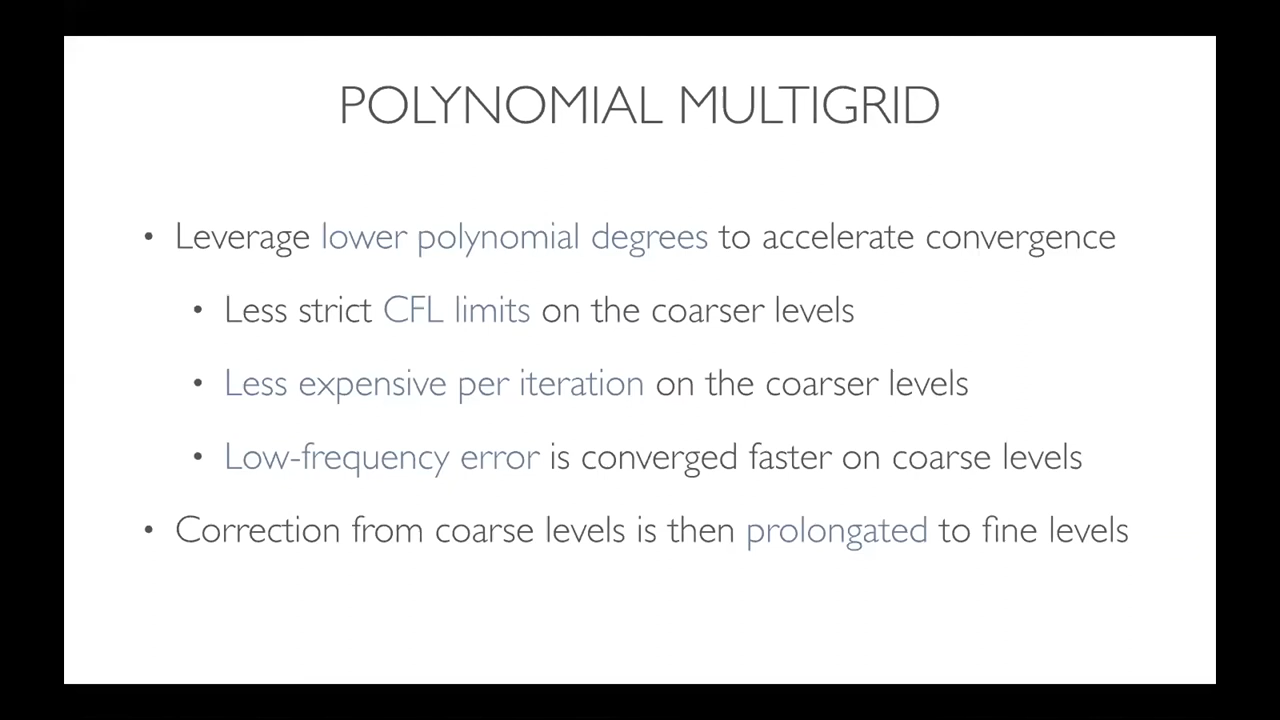 POLYNOMIAL MULTIGRID
• Leverage lower polynomial degrees to accelerate convergence
• Less strict CFL limits on the coarser levels
• Less expensive per iteration on the coarser levels
• Low-frequency error is converged faster on coarse levels
• Correction from coarse levels is then prolongated to fine levels